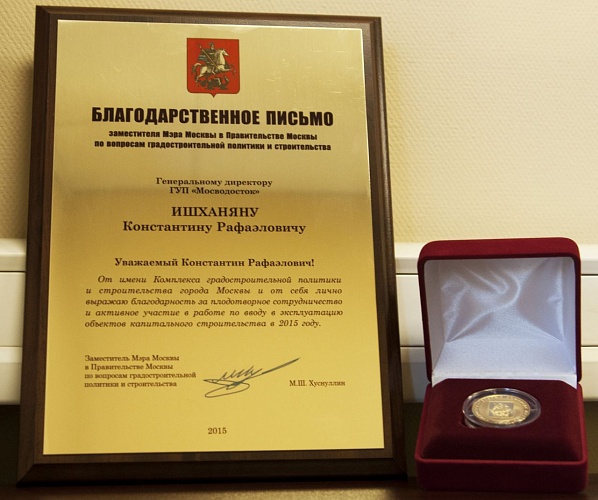 БЛАГОДАРСТВЕННОЕ ПИСЬМО
заместителя Мэра Москвы в Правительстве Москвы
по вопросам градостроительной политики и строительства
Генеральному директору
ГУП «Мосводосток»
ИШХАНЯНУ
Константину Рафаэловичу
Уважаемый Константин Рафаэлович!
От имени Комплекса градостроительной политики
и строительства города Москвы и от себя лично
выражаю благодарность за плодотворное сотрудничество
и активное участие в работе по вводу в эксплуатацию
объектов капитального строительства в 2015 году.
Заместитель Мэра Москвы
в Правительстве Москвы
по вопросам градостроительной
политики и строительства
М.Ш. Хуснуллин
2015